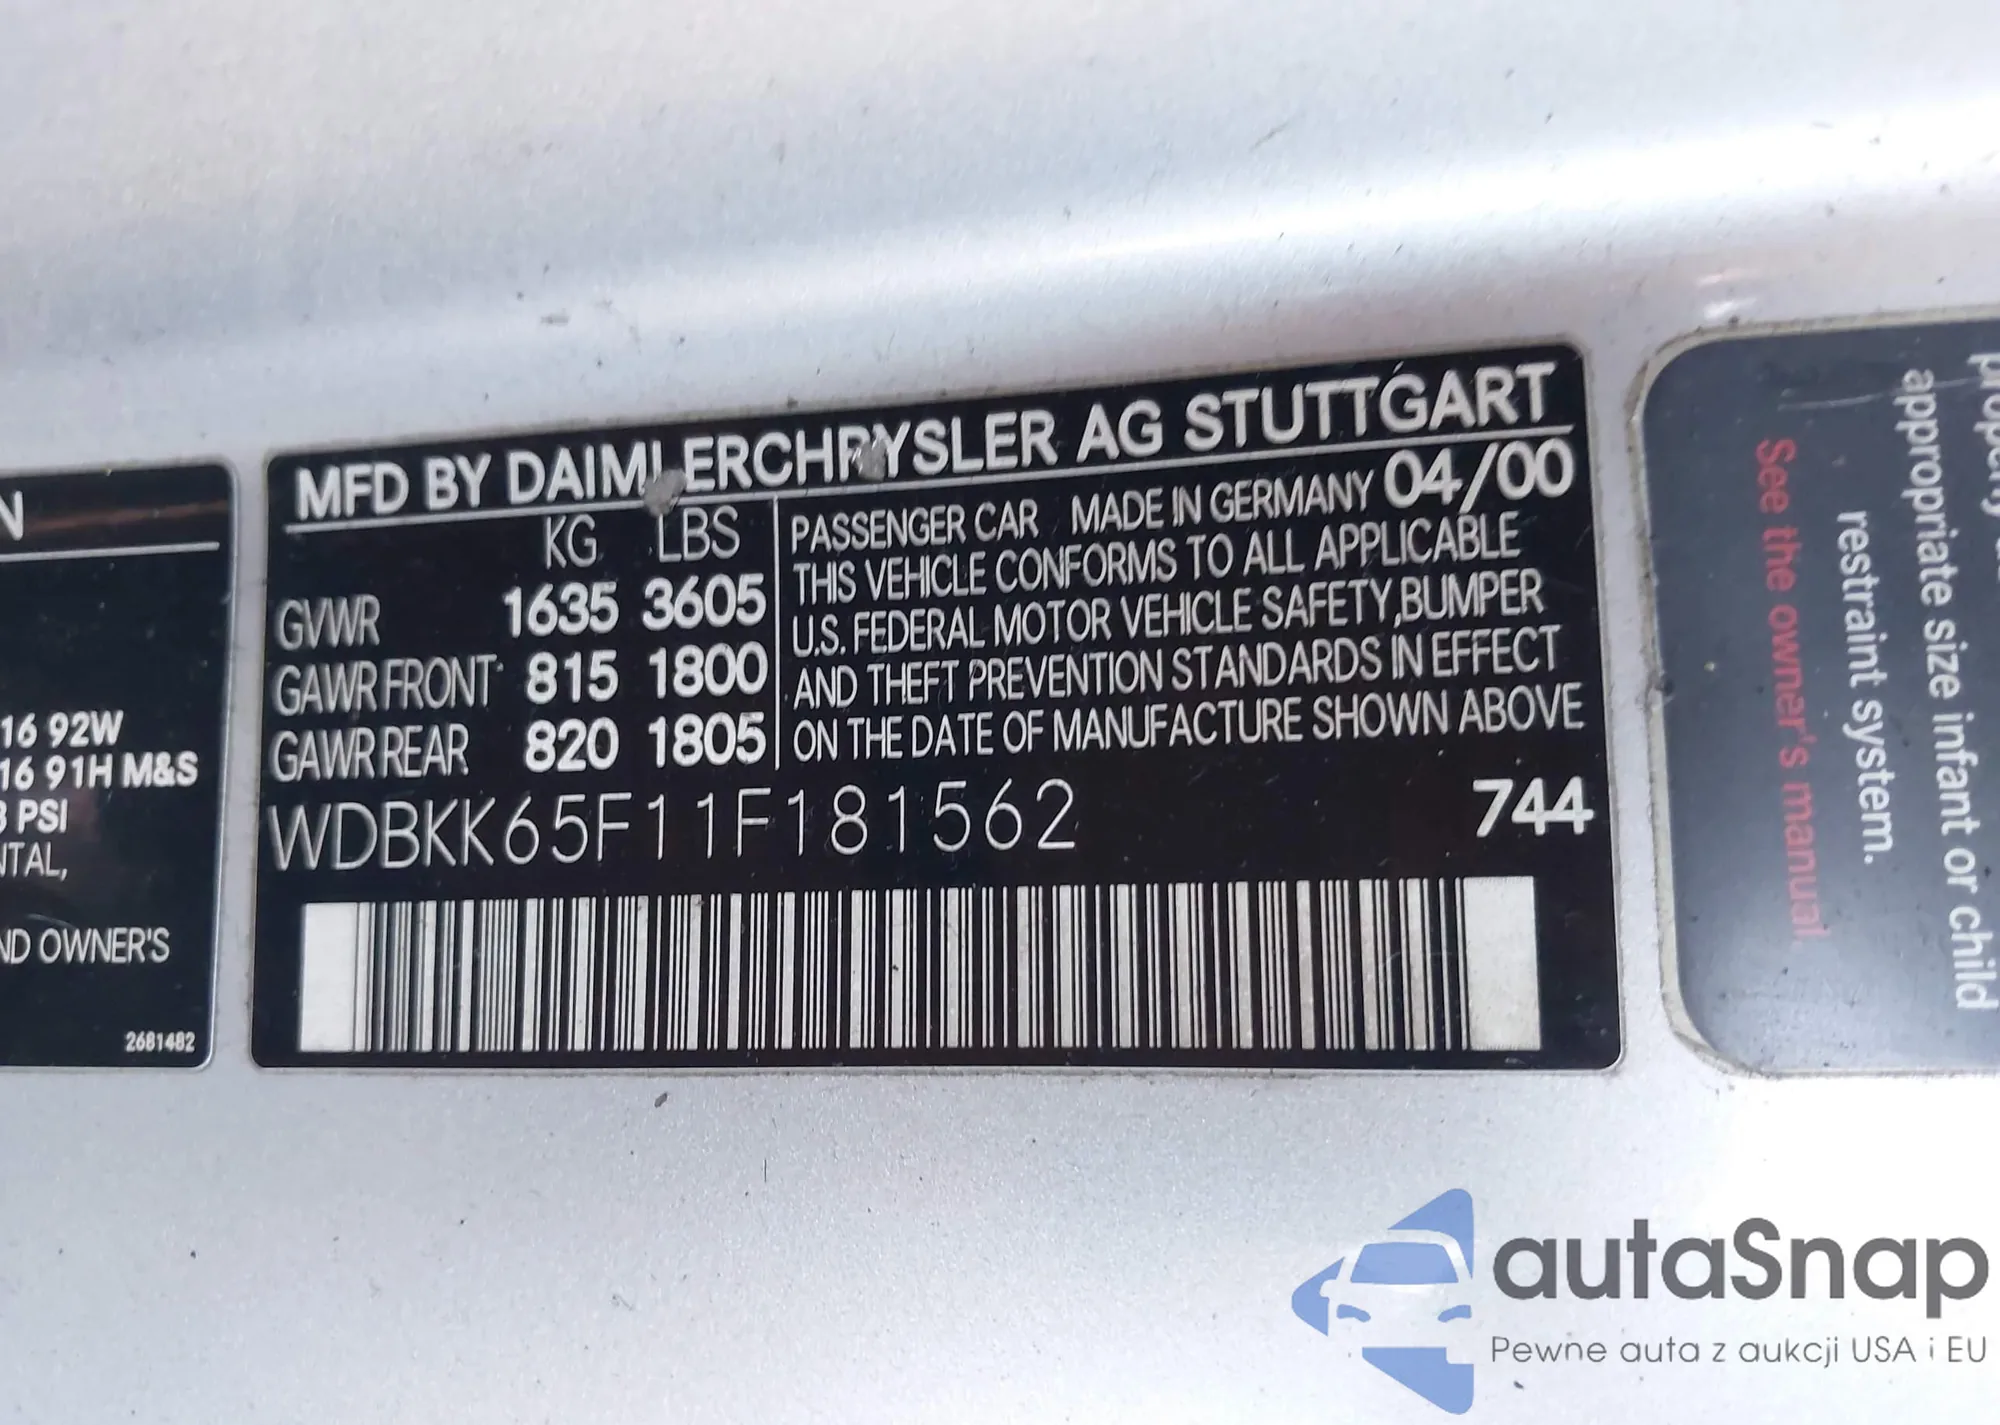 N
16 92W
16 91H M&S
PSI
NTAL,
ND OWNER'S
2681482
MFD BY DAIMLERCHRYSLER AG STUTTGART
KG LBS
GVWR 1635 3605
GAWR FRONT 815 1800
GAWR REAR 820 1805
PASSENGER CAR MADE IN GERMANY 04/00
THIS VEHICLE CONFORMS TO ALL APPLICABLE
U.S. FEDERAL MOTOR VEHICLE SAFETY,BUMPER
AND THEFT PREVENTION STANDARDS IN EFFECT
ON THE DATE OF MANUFACTURE SHOWN ABOVE
WDBKK65F11F181562 744
appropriate size infant or child
restraint system.
See the owner's manual.
autaSnap
Pewne auta z aukcji USA i EU